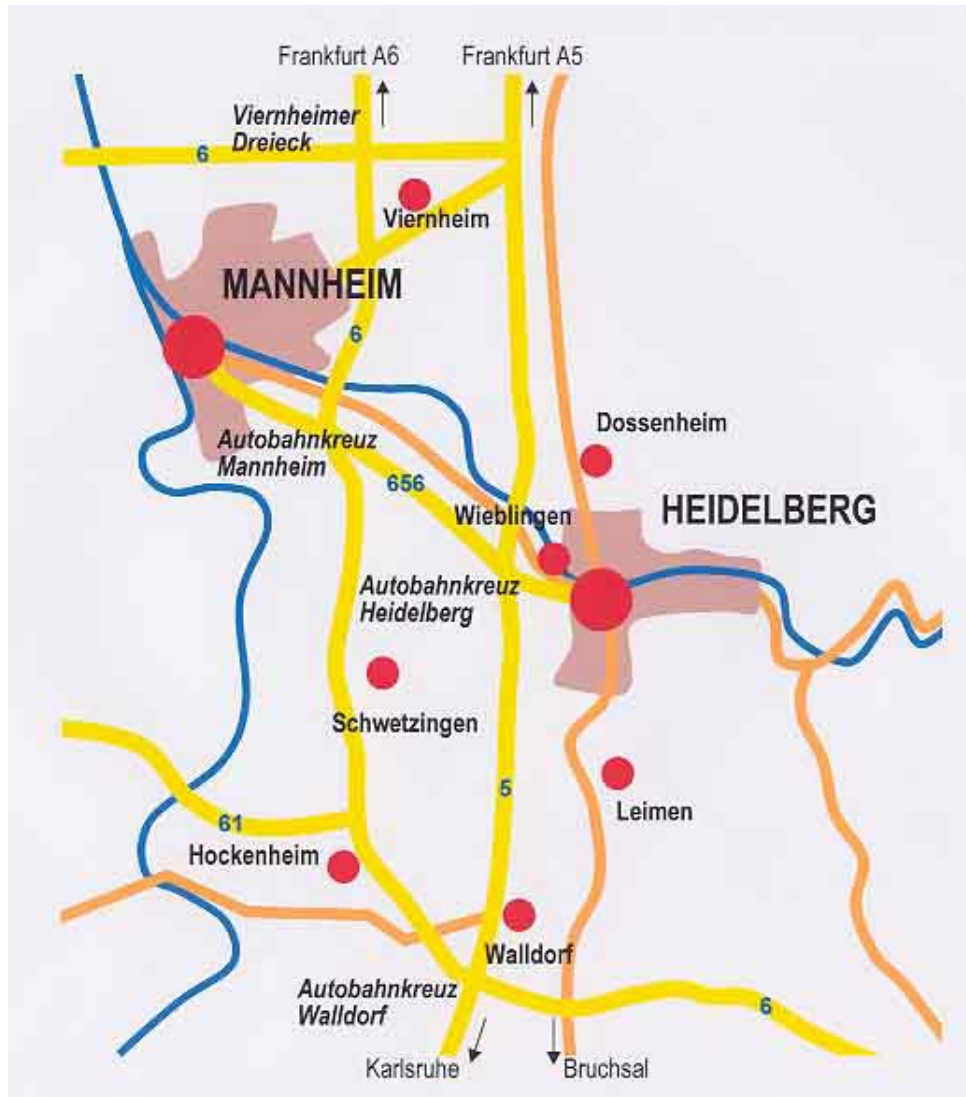 Frankfurt A6
Frankfurt A5
Viernheimer
Dreieck
6
Viernheim
MANNHEIM
6
Dossenheim
Autobahnkreuz
Mannheim
656
Wieblingen
HEIDELBERG
Autobahnkreuz
Heidelberg
Schwetzingen
5
Leimen
61
Hockenheim
Walldorf
Autobahnkreuz
Walldorf
6
Karlsruhe
Bruchsal